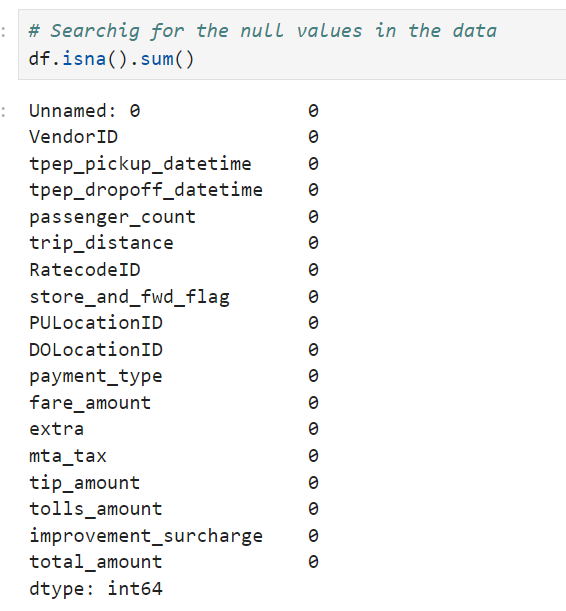 # Searchig for the null values in the data
df.isna().sum()
Unnamed: 0 0
VendorID 0
tpep_pickup_datetime 0
tpep_dropoff_datetime 0
passenger_count 0
trip_distance 0
RatecodeID 0
store_and_fwd_flag 0
PULocationID 0
DOLocationID 0
payment_type 0
fare_amount 0
extra 0
mta_tax 0
tip_amount 0
tolls_amount 0
improvement_surcharge 0
total_amount 0
dtype: int64